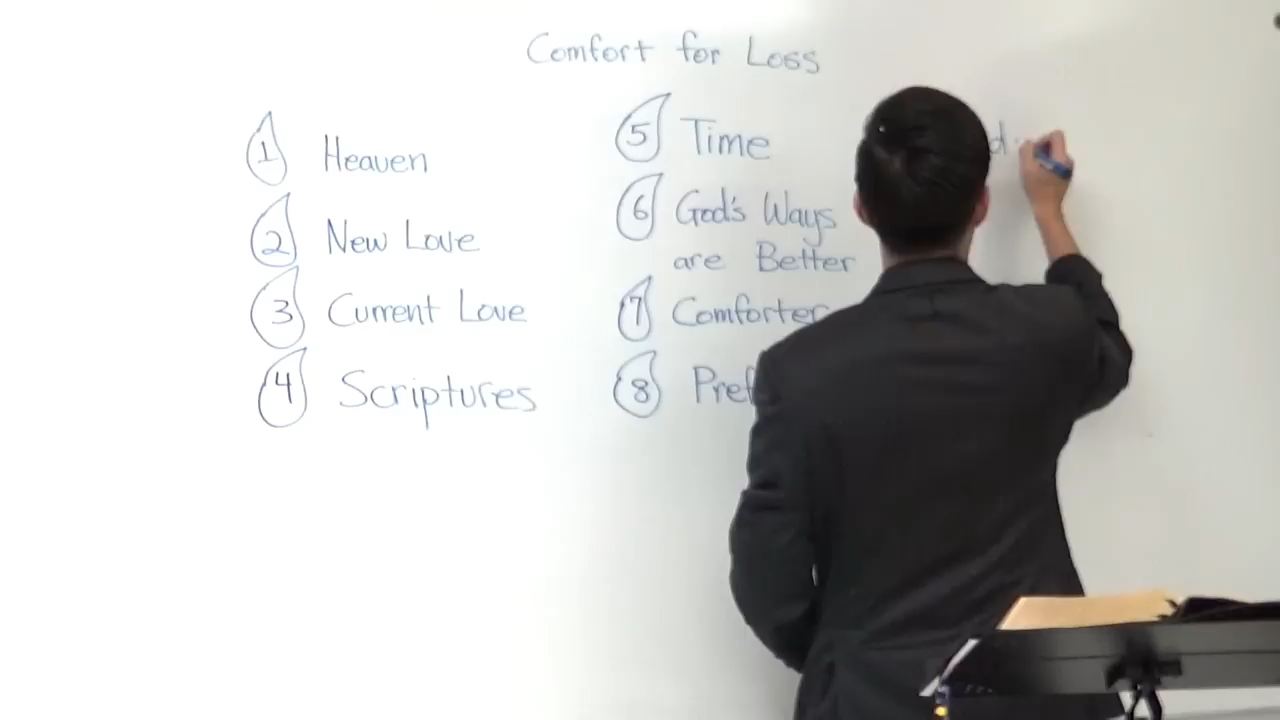 Comfort for Loss
1 Heaven
2 New Love
3 Current Love
4 Scriptures
5 Time
6 God's Ways
are Better
7 Comforter
8